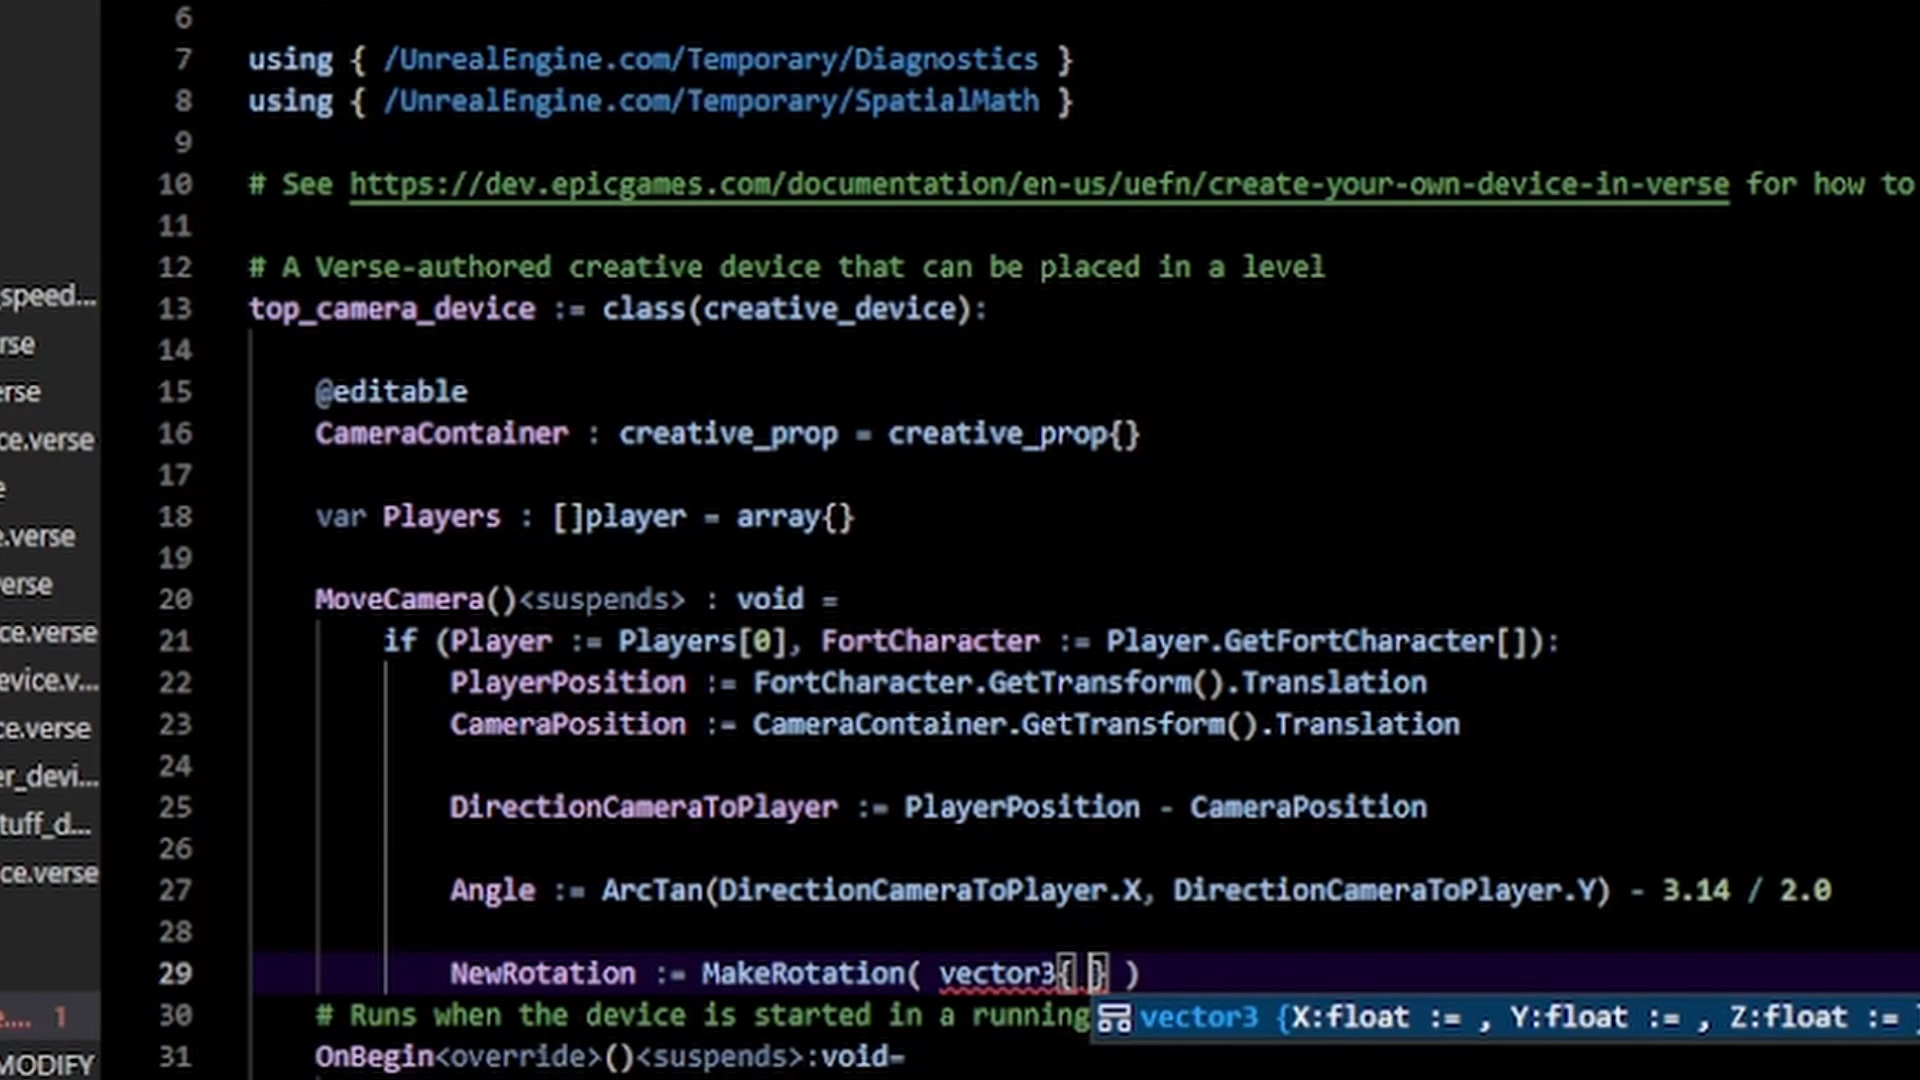 6
7 using { /UnrealEngine.com/Temporary/Diagnostics }
8 using { /UnrealEngine.com/Temporary/SpatialMath }
9
10 # See https://dev.epicgames.com/documentation/en-us/uefn/create-your-own-device-in-verse for how to
11
12 # A Verse-authored creative device that can be placed in a level
speed...
13 top_camera_device := class(creative_device):
rse
14
erse
15 @editable
ce.verse
16 CameraContainer : creative_prop = creative_prop{}
17
e
18 var Players : []player = array{}
e.verse
19
erse
20 MoveCamera()<suspends> : void =
ce.verse
21 if (Player := Players[0], FortCharacter := Player.GetFortCharacter[]):
evice.v...
22 PlayerPosition := FortCharacter.GetTransform().Translation
ce.verse
23 CameraPosition := CameraContainer.GetTransform().Translation
24
er_devi...
25 DirectionCameraToPlayer := PlayerPosition - CameraPosition
tuff_d...
26
ce.verse
27 Angle := ArcTan(DirectionCameraToPlayer.X, DirectionCameraToPlayer.Y) - 3.14 / 2.0
28
29 NewRotation := MakeRotation( vector3{ } )
e.... 1
30 # Runs when the device is started in a running
vector3 {X:float := , Y:float := , Z:float :=
MODIFY
31 OnBegin<override>()<suspends>:void=